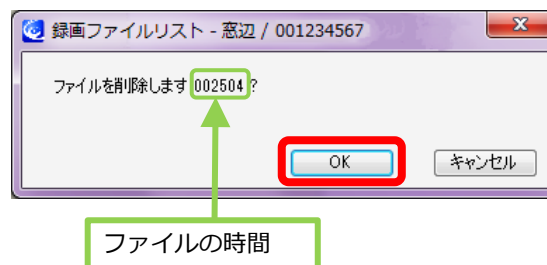 録画ファイルリスト - 窓辺 / 001234567
ファイルを削除します 002504 ?
OK
キャンセル
ファイルの時間